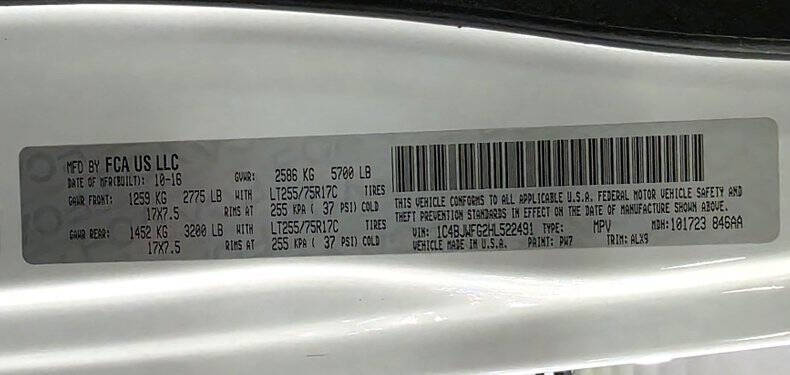 MFD BY FCA US LLC
DATE OF MFR(BUILT): 10-16 GVWR: 2586 KG 5700 LB
GAWR FRONT: 1259 KG 2775 LB WITH LT255/75R17C TIRES
17X7.5 RIMS AT 255 KPA ( 37 PSI) COLD
GAWR REAR: 1452 KG 3200 LB WITH LT255/75R17C TIRES
17X7.5 RIMS AT 255 KPA ( 37 PSI) COLD
THIS VEHICLE CONFORMS TO ALL APPLICABLE U.S.A. FEDERAL MOTOR VEHICLE SAFETY AND
THEFT PREVENTION STANDARDS IN EFFECT ON THE DATE OF MANUFACTURE SHOWN ABOVE.
VIN: 1C4BJWFG2HL522491 TYPE: MPV MDH: 101723 846AA
VEHICLE MADE IN U.S.A. PAINT: PW7 TRIM: ALX9